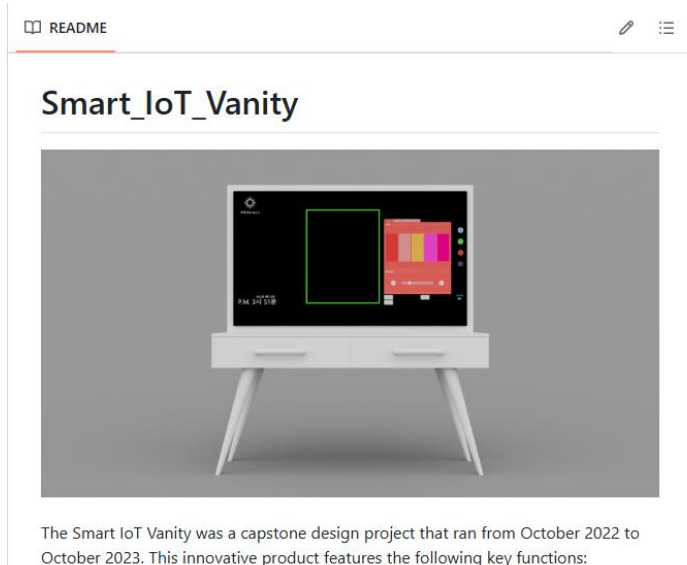 README
Smart_IoT_Vanity
P.M. 3시 51분
The Smart IoT Vanity was a capstone design project that ran from October 2022 to
October 2023. This innovative product features the following key functions: